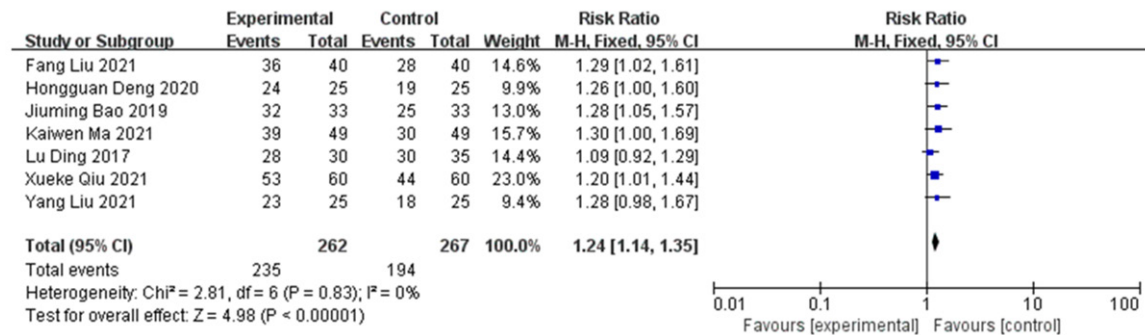 Experimental Control Risk Ratio Risk Ratio
Study or Subgroup Events Total Events Total Weight M-H, Fixed, 95% CI M-H, Fixed, 95% CI
Fang Liu 2021 36 40 28 40 14.6% 1.29 [1.02, 1.61]
Hongguan Deng 2020 24 25 19 25 9.9% 1.26 [1.00, 1.60]
Jiuming Bao 2019 32 33 25 33 13.0% 1.28 [1.05, 1.57]
Kaiwen Ma 2021 39 49 30 49 15.7% 1.30 [1.00, 1.69]
Lu Ding 2017 28 30 30 35 14.4% 1.09 [0.92, 1.29]
Xueke Qiu 2021 53 60 44 60 23.0% 1.20 [1.01, 1.44]
Yang Liu 2021 23 25 18 25 9.4% 1.28 [0.98, 1.67]
Total (95% CI) 262 267 100.0% 1.24 [1.14, 1.35]
Total events 235 194
Heterogeneity: Chi² = 2.81, df = 6 (P = 0.83); I² = 0%
Test for overall effect: Z = 4.98 (P < 0.00001)
0.01 0.1 1 10 100
Favours [experimental] Favours [control]